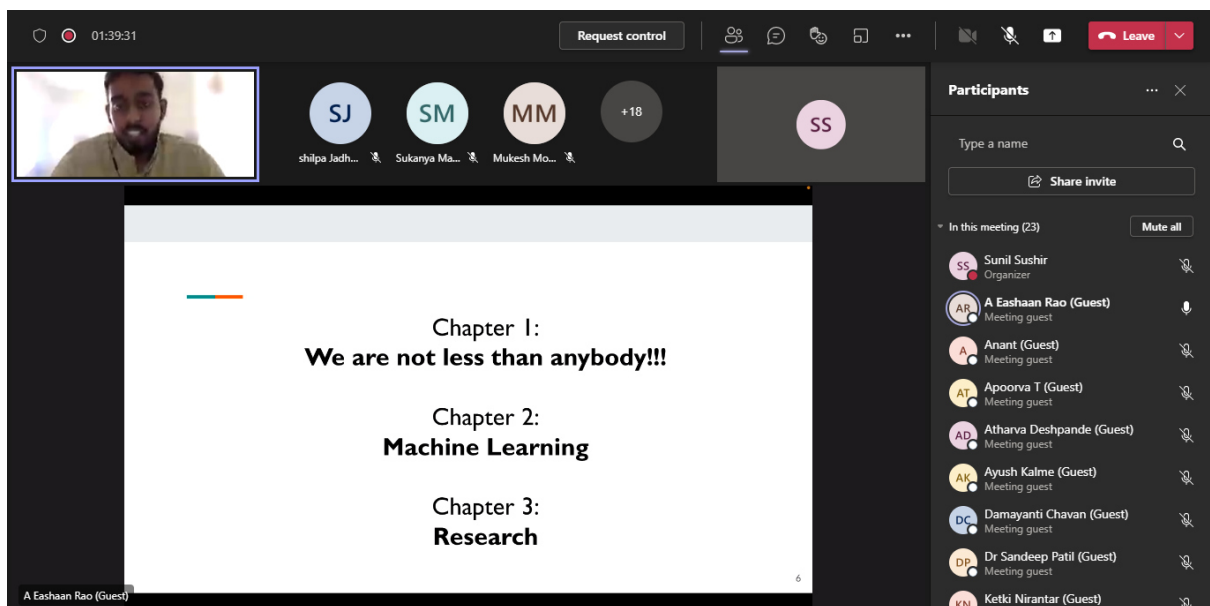 01:39:31
Request control
Leave
SJ
SM
MM
+18
shilpa Jadh...
Sukanya Ma...
Mukesh Mo...
SS
Chapter 1:
We are not less than anybody!!!
Chapter 2:
Machine Learning
Chapter 3:
Research
6
A Eashaan Rao (Guest)
Participants
Type a name
Share invite
In this meeting (23)
Mute all
SS
Sunil Sushir
Organizer
AR
A Eashaan Rao (Guest)
Meeting guest
A
Anant (Guest)
Meeting guest
AT
Apoorva T (Guest)
Meeting guest
AD
Atharva Deshpande (Guest)
Meeting guest
AK
Ayush Kalme (Guest)
Meeting guest
DC
Damayanti Chavan (Guest)
Meeting guest
DP
Dr Sandeep Patil (Guest)
Meeting guest
KN
Ketki Nirantar (Guest)